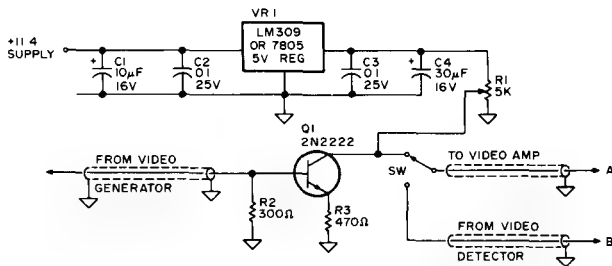 VR1
+11 4
SUPPLY
LM309
OR 7805
5V REG
+
C1
10µF
16V
C2
01
25V
C3
01
25V
+
C4
30µF
16V
R1
5K
Q1
2N2222
FROM VIDEO
GENERATOR
R2
300Ω
R3
470Ω
SW
TO VIDEO AMP
A
FROM VIDEO
DETECTOR
B